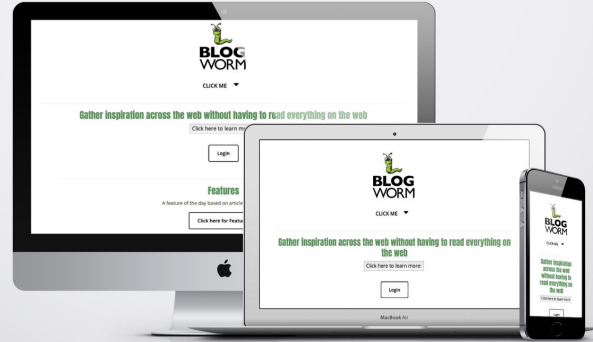 BLOG
WORM
CLICK ME
Gather inspiration across the web without having to read everything on the web
Click here to learn
Login
Features
A feature of the day based on article
Click here for
BLOG
WORM
CLICK ME
Gather inspiration across the web without having to read everything on
the web
Click here to learn more:
Login
MacBook Air
BLOG
WORM
CLICK ME
Gather inspiration
across the web
without having to
read everything on
the web
Click here to learn more:
Login